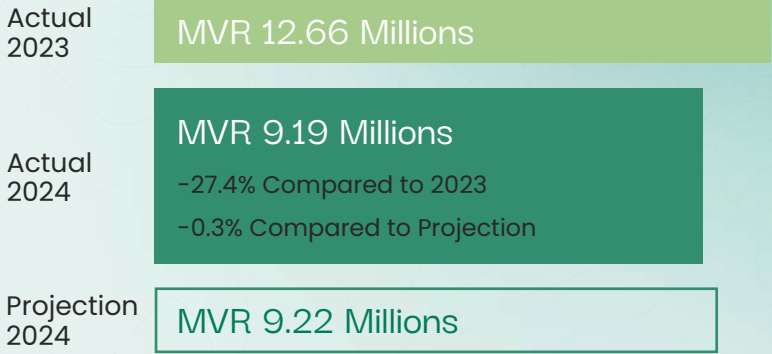 Actual
2023
MVR 12.66 Millions
Actual
2024
MVR 9.19 Millions
-27.4% Compared to 2023
-0.3% Compared to Projection
Projection
2024
MVR 9.22 Millions